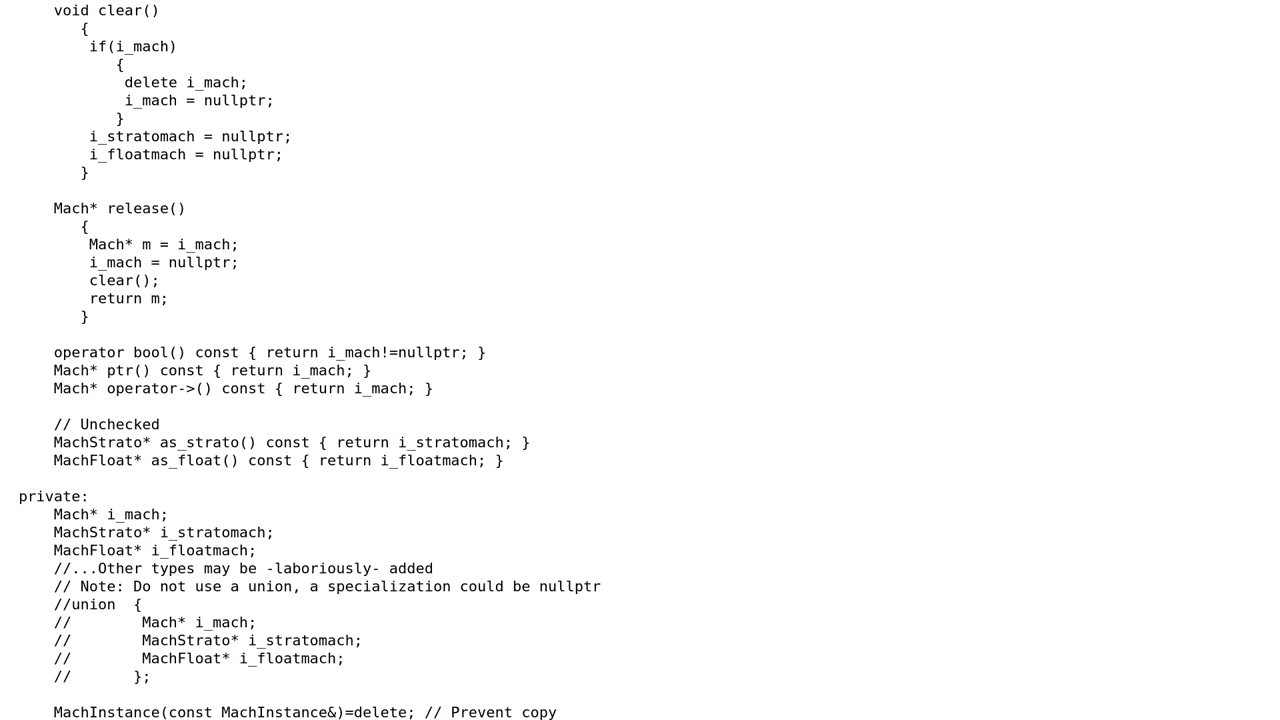 void clear()
{
if(i_mach)
{
delete i_mach;
i_mach = nullptr;
}
i_stratomach = nullptr;
i_floatmach = nullptr;
}
Mach* release()
{
Mach* m = i_mach;
i_mach = nullptr;
clear();
return m;
}
operator bool() const { return i_mach!=nullptr; }
Mach* ptr() const { return i_mach; }
Mach* operator->() const { return i_mach; }
// Unchecked
MachStrato* as_strato() const { return i_stratomach; }
MachFloat* as_float() const { return i_floatmach; }
private:
Mach* i_mach;
MachStrato* i_stratomach;
MachFloat* i_floatmach;
//...Other types may be -laboriously- added
// Note: Do not use a union, a specialization could be nullptr
//union  {
//        Mach* i_mach;
//        MachStrato* i_stratomach;
//        MachFloat* i_floatmach;
//       };
MachInstance(const MachInstance&)=delete; // Prevent copy